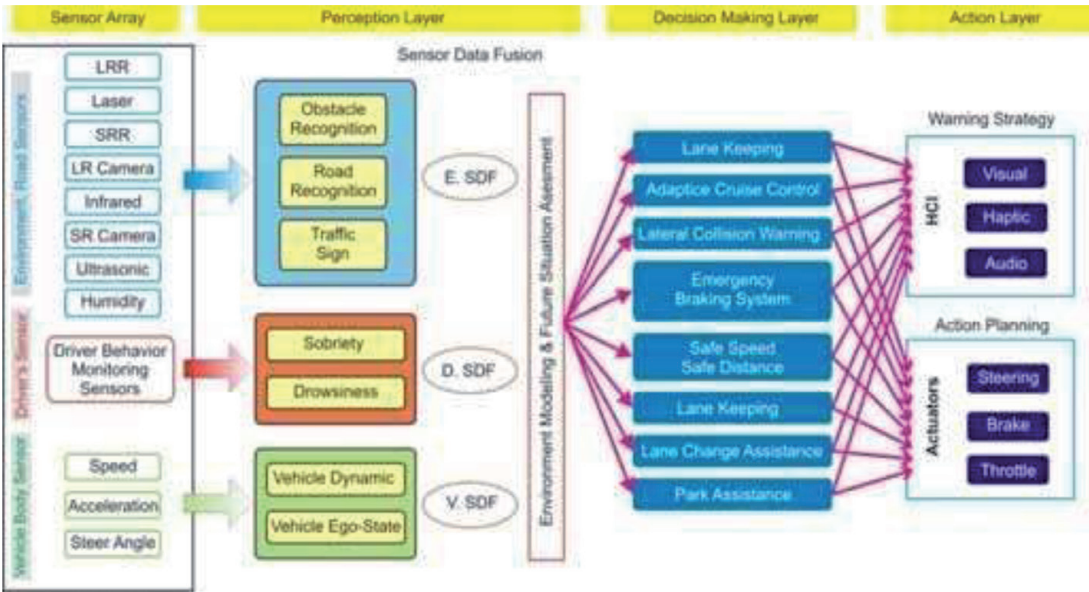 Sensor Array
Perception Layer
Decision Making Layer
Action Layer
Environment Road Sensors
LRR
Laser
SRR
LR Camera
Infrared
SR Camera
Ultrasonic
Humidity
Driver's Sensor
Driver Behavior
Monitoring
Sensors
Vehicle Body Sensor
Speed
Acceleration
Steer Angle
Sensor Data Fusion
Obstacle
Recognition
Road
Recognition
Traffic
Sign
E. SDF
Sobriety
Drowsiness
D. SDF
Vehicle Dynamic
Vehicle Ego-State
V. SDF
Environment Modeling & Future Situation Assesment
Lane Keeping
Adaptice Cruise Control
Lateral Collision Warning
Emergency
Braking System
Safe Speed
Safe Distance
Lane Keeping
Lane Change Assistance
Park Assistance
Warning Strategy
HCI
Visual
Haptic
Audio
Action Planning
Actuators
Steering
Brake
Throttle